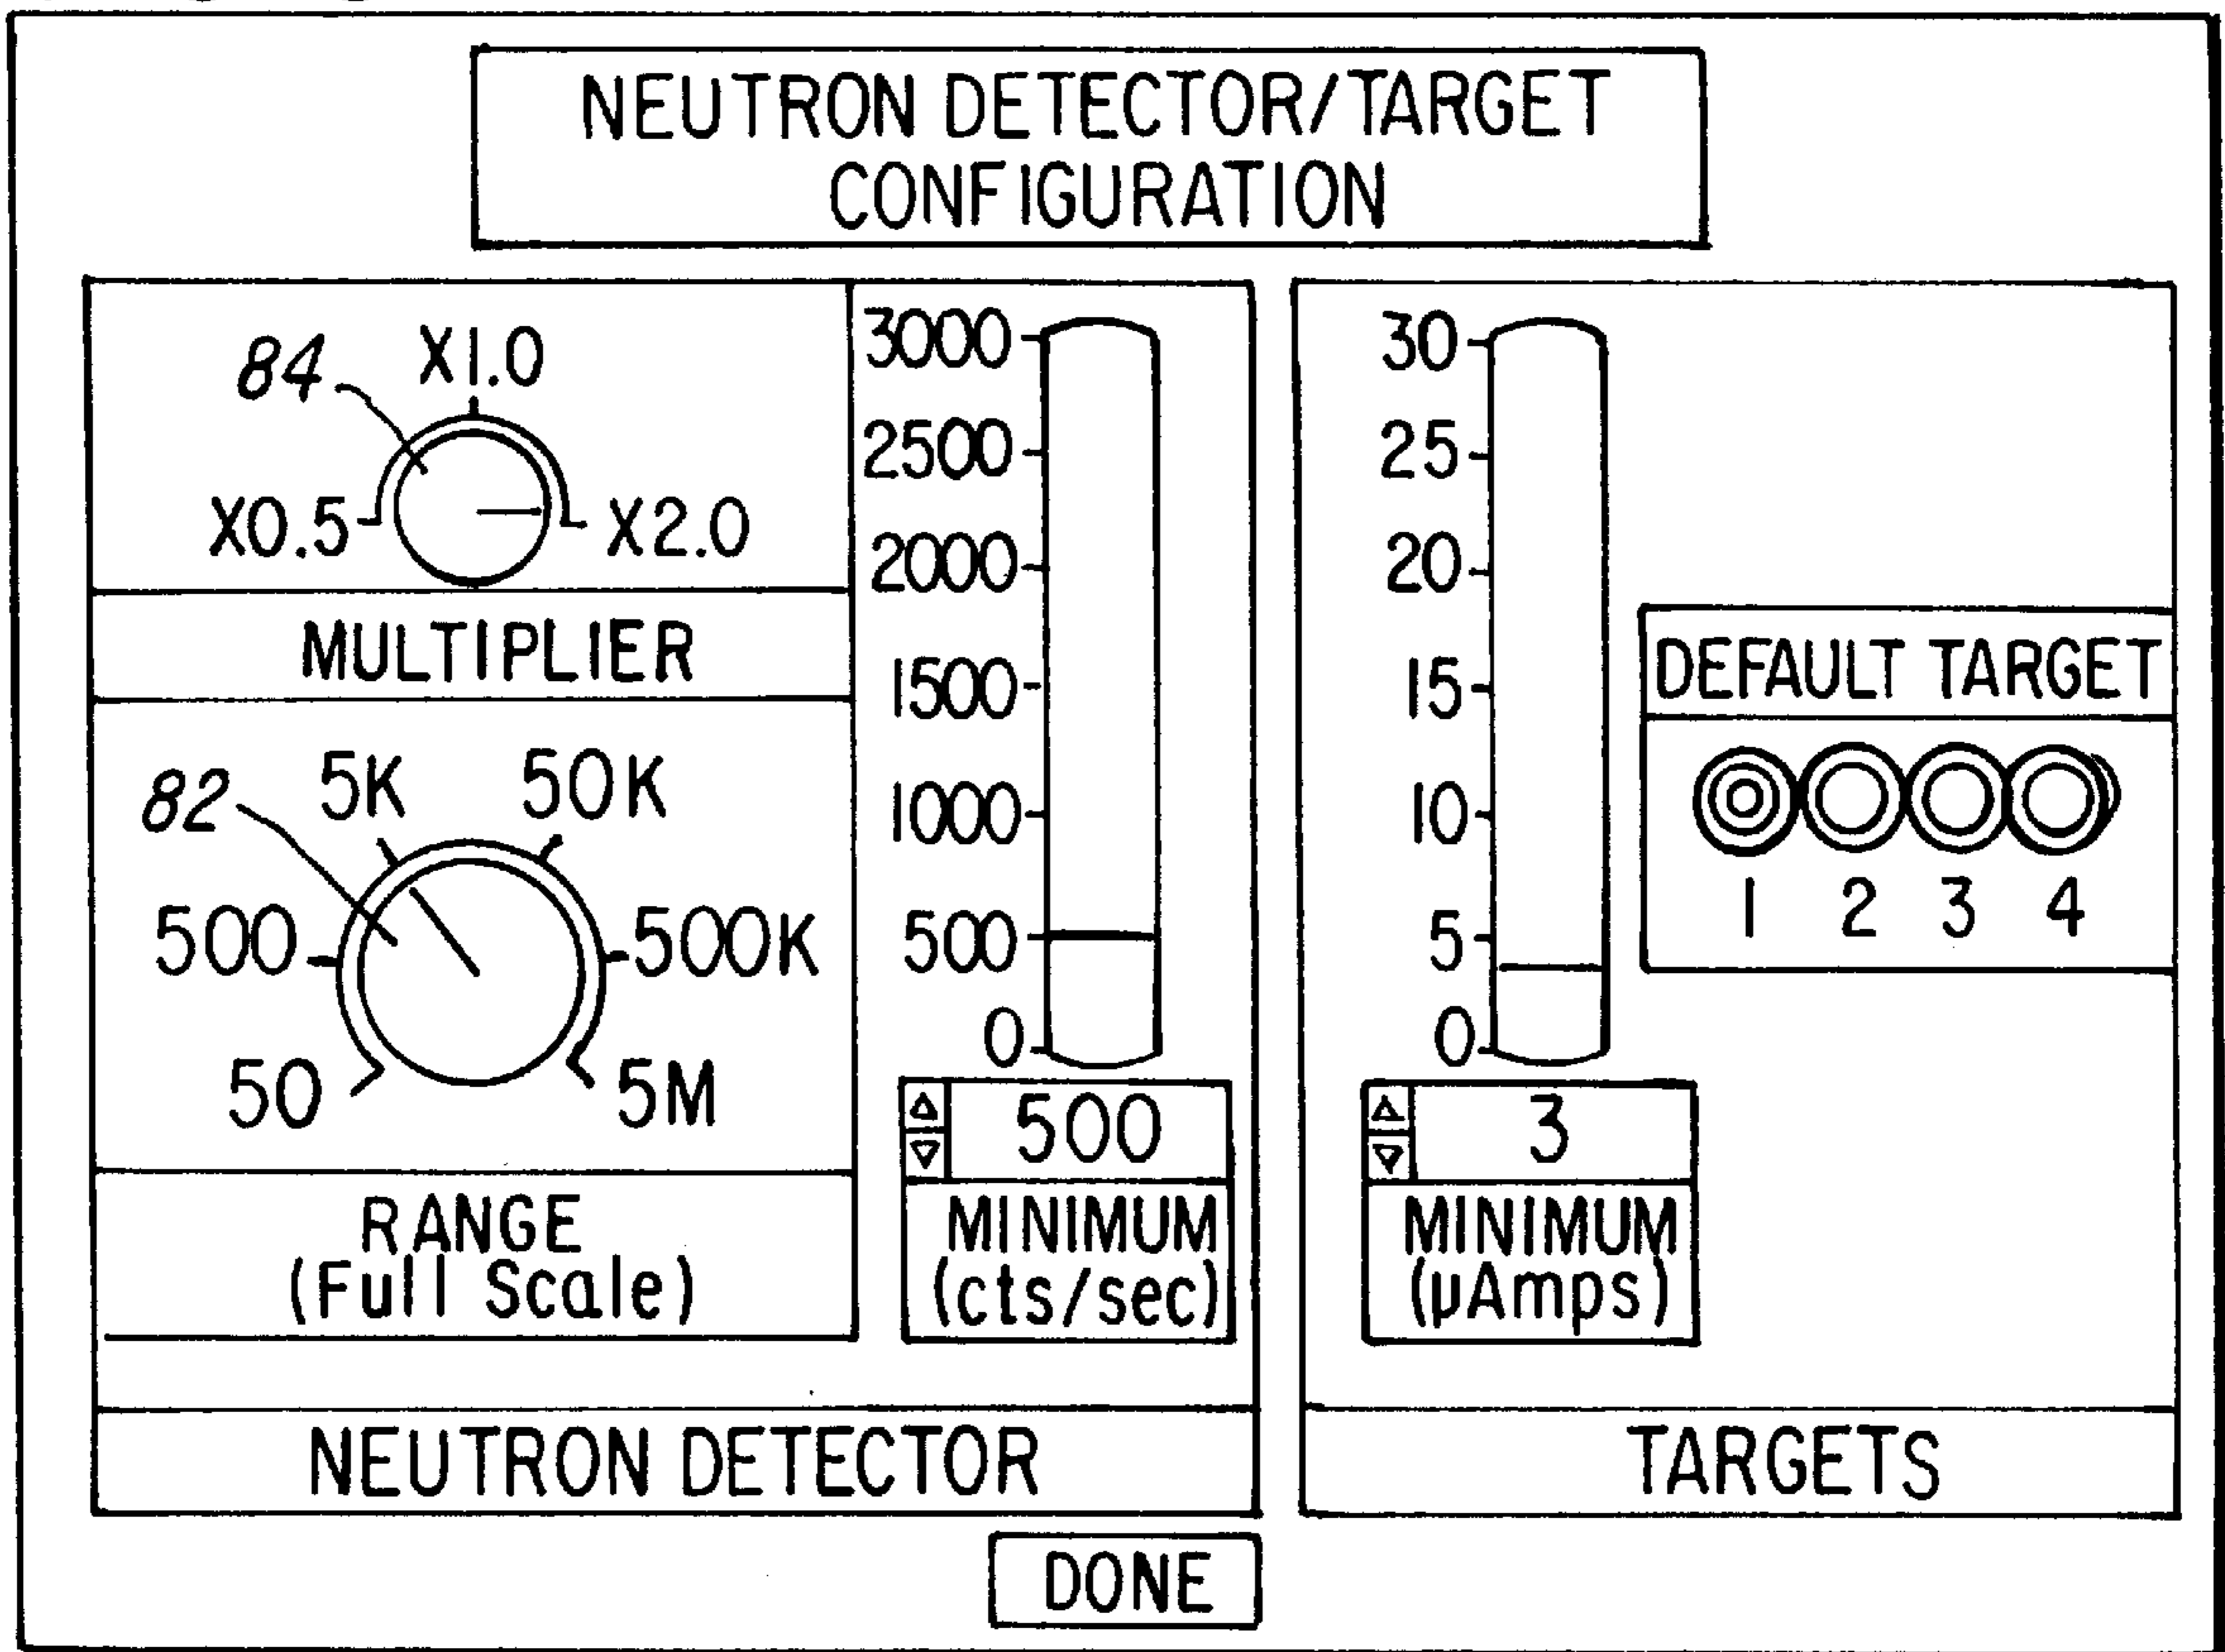 NEUTRON DETECTOR/TARGET
CONFIGURATION
84
X1.0
X0.5
X2.0
MULTIPLIER
82
5K
50K
500
500K
50
5M
RANGE
(Full Scale)
3000
2500
2000
1500
1000
500
0
500
MINIMUM
(cts/sec)
NEUTRON DETECTOR
30
25
20
15
10
5
0
3
MINIMUM
(µAmps)
DEFAULT TARGET
1 2 3 4
TARGETS
DONE